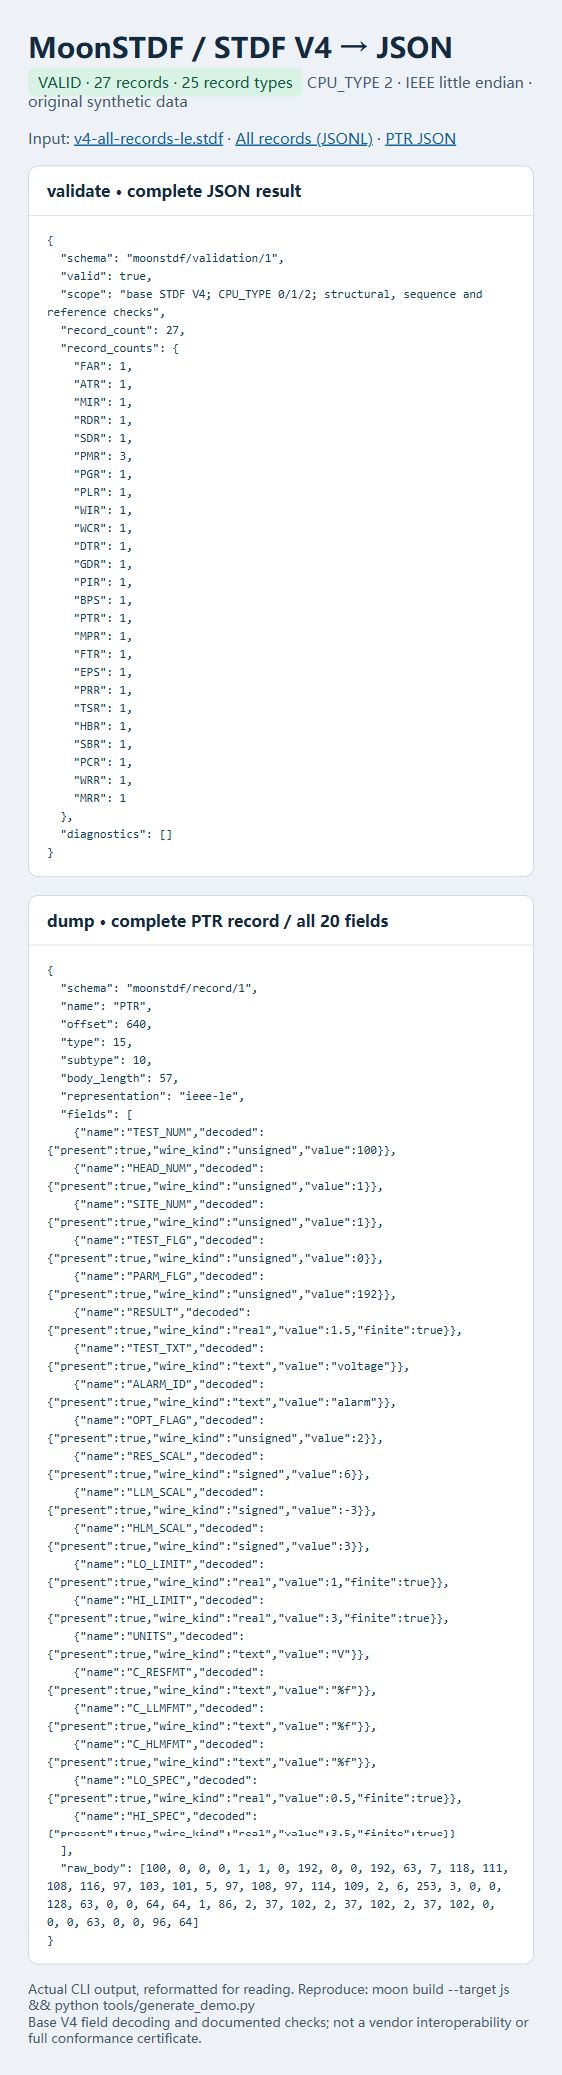 MoonSTDF / STDF V4 → JSON
VALID · 27 records · 25 record types CPU_TYPE 2 · IEEE little endian ·
original synthetic data
Input: v4-all-records-le.stdf · All records (JSONL) · PTR JSON
validate • complete JSON result
{
"schema": "moonstdf/validation/1",
"valid": true,
"scope": "base STDF V4; CPU_TYPE 0/1/2; structural, sequence and
reference checks",
"record_count": 27,
"record_counts": {
"FAR": 1,
"ATR": 1,
"MIR": 1,
"RDR": 1,
"SDR": 1,
"PMR": 3,
"PGR": 1,
"PLR": 1,
"WIR": 1,
"WCR": 1,
"DTR": 1,
"GDR": 1,
"PIR": 1,
"BPS": 1,
"PTR": 1,
"MPR": 1,
"FTR": 1,
"EPS": 1,
"PRR": 1,
"TSR": 1,
"HBR": 1,
"SBR": 1,
"PCR": 1,
"WRR": 1,
"MRR": 1
},
"diagnostics": []
}
dump • complete PTR record / all 20 fields
{
"schema": "moonstdf/record/1",
"name": "PTR",
"offset": 640,
"type": 15,
"subtype": 10,
"body_length": 57,
"representation": "ieee-le",
"fields": [
{"name":"TEST_NUM","decoded":
{"present":true,"wire_kind":"unsigned","value":100}},
{"name":"HEAD_NUM","decoded":
{"present":true,"wire_kind":"unsigned","value":1}},
{"name":"SITE_NUM","decoded":
{"present":true,"wire_kind":"unsigned","value":1}},
{"name":"TEST_FLG","decoded":
{"present":true,"wire_kind":"unsigned","value":0}},
{"name":"PARM_FLG","decoded":
{"present":true,"wire_kind":"unsigned","value":192}},
{"name":"RESULT","decoded":
{"present":true,"wire_kind":"real","value":1.5,"finite":true}},
{"name":"TEST_TXT","decoded":
{"present":true,"wire_kind":"text","value":"voltage"}},
{"name":"ALARM_ID","decoded":
{"present":true,"wire_kind":"text","value":"alarm"}},
{"name":"OPT_FLAG","decoded":
{"present":true,"wire_kind":"unsigned","value":2}},
{"name":"RES_SCAL","decoded":
{"present":true,"wire_kind":"signed","value":6}},
{"name":"LLM_SCAL","decoded":
{"present":true,"wire_kind":"signed","value":-3}},
{"name":"HLM_SCAL","decoded":
{"present":true,"wire_kind":"signed","value":3}},
{"name":"LO_LIMIT","decoded":
{"present":true,"wire_kind":"real","value":1,"finite":true}},
{"name":"HI_LIMIT","decoded":
{"present":true,"wire_kind":"real","value":3,"finite":true}},
{"name":"UNITS","decoded":
{"present":true,"wire_kind":"text","value":"V"}},
{"name":"C_RESFMT","decoded":
{"present":true,"wire_kind":"text","value":"%f"}},
{"name":"C_LLMFMT","decoded":
{"present":true,"wire_kind":"text","value":"%f"}},
{"name":"C_HLMFMT","decoded":
{"present":true,"wire_kind":"text","value":"%f"}},
{"name":"LO_SPEC","decoded":
{"present":true,"wire_kind":"real","value":0.5,"finite":true}},
{"name":"HI_SPEC","decoded":
{"present":true,"wire_kind":"real","value":3.5,"finite":true}}
],
"raw_body": [100, 0, 0, 0, 1, 1, 0, 192, 0, 0, 192, 63, 7, 118, 111,
108, 116, 97, 103, 101, 5, 97, 108, 97, 114, 109, 2, 6, 253, 3, 0, 0,
128, 63, 0, 0, 64, 64, 1, 86, 2, 37, 102, 2, 37, 102, 2, 37, 102, 0,
0, 0, 63, 0, 0, 96, 64]
}
Actual CLI output, reformatted for reading. Reproduce: moon build --target js
&& python tools/generate_demo.py
Base V4 field decoding and documented checks; not a vendor interoperability or
full conformance certificate.